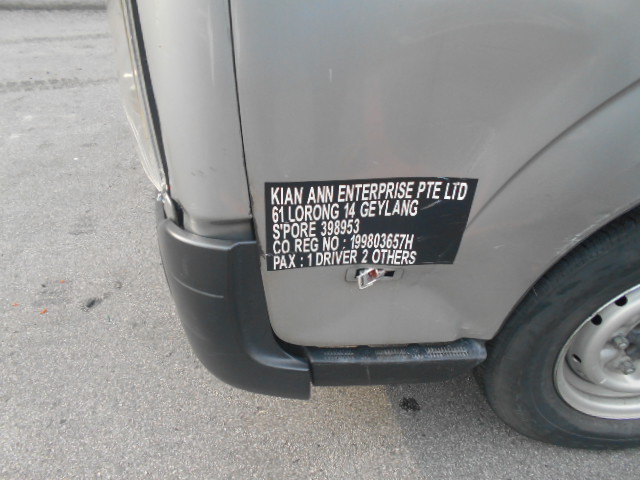 KIAN ANN ENTERPRISE PTE LTD
61 LORONG 14 GEYLANG
S'PORE 398953
CO REG NO : 199803657H
PAX : 1 DRIVER 2 OTHERS